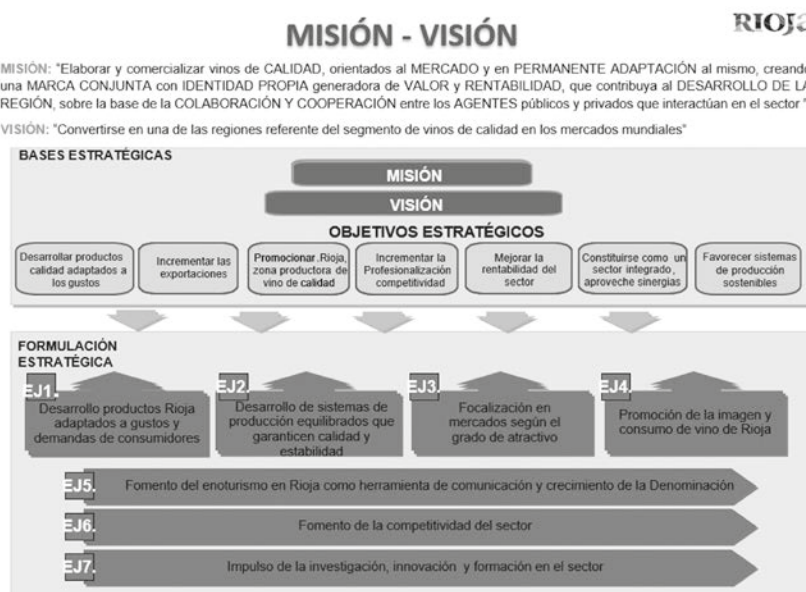 MISIÓN - VISIÓN
RIOJA
MISIÓN: "Elaborar y comercializar vinos de CALIDAD, orientados al MERCADO y en PERMANENTE ADAPTACIÓN al mismo, creando
una MARCA CONJUNTA con IDENTIDAD PROPIA generadora de VALOR y RENTABILIDAD, que contribuya al DESARROLLO DE LA
REGIÓN, sobre la base de la COLABORACIÓN Y COOPERACIÓN entre los AGENTES públicos y privados que interactúan en el sector "
VISIÓN: "Convertirse en una de las regiones referente del segmento de vinos de calidad en los mercados mundiales"
BASES ESTRATÉGICAS
MISIÓN
VISIÓN
OBJETIVOS ESTRATÉGICOS
Desarrollar productos
calidad adaptados a
los gustos
Incrementar las
exportaciones
Promocionar.Rioja,
zona productora de
vino de calidad
Incrementar la
Profesionalización
competitividad
Mejorar la
rentabilidad del
sector
Constituirse como un
sector integrado,
aproveche sinergias
Favorecer sistemas
de producción
sostenibles
FORMULACIÓN
ESTRATÉGICA
EJ1.
Desarrollo productos Rioja
adaptados a gustos y
demandas de consumidores
EJ2.
Desarrollo de sistemas de
producción equilibrados que
garanticen calidad y
estabilidad
EJ3.
Focalización en
mercados según el
grado de atractivo
EJ4.
Promoción de la imagen y
consumo de vino de Rioja
EJ5.
Fomento del enoturismo en Rioja como herramienta de comunicación y crecimiento de la Denominación
EJ6.
Fomento de la competitividad del sector
EJ7.
Impulso de la investigación, innovación y formación en el sector